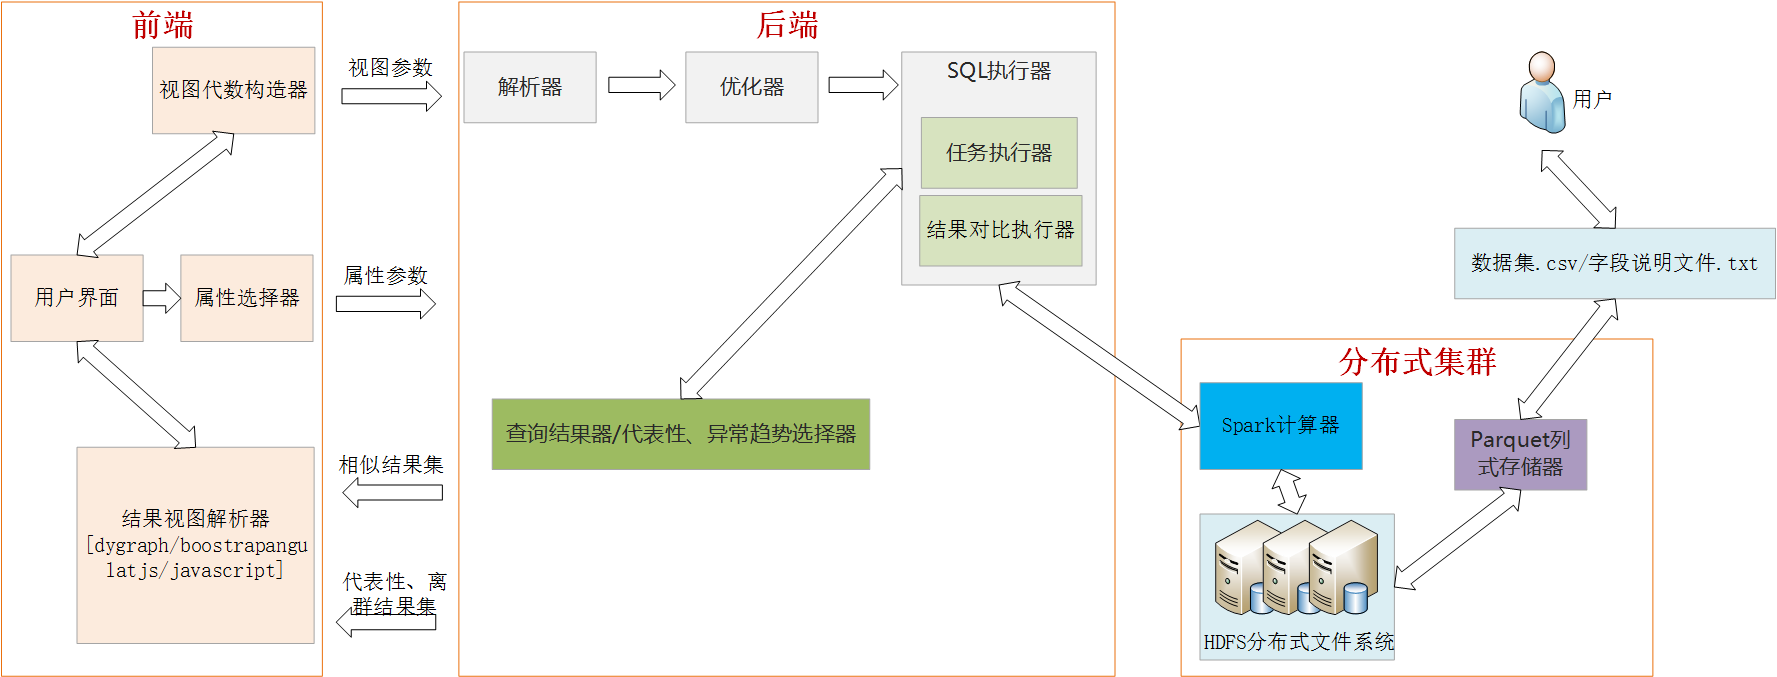 前端
视图代数构造器
用户界面
属性选择器
结果视图解析器
[dygraph/boostrapangu
latjs/javascript]
视图参数
属性参数
相似结果集
代表性、离
群结果集
后端
解析器
优化器
SQL执行器
任务执行器
结果对比执行器
查询结果器/代表性、异常趋势选择器
用户
数据集.csv/字段说明文件.txt
分布式集群
Spark计算器
Parquet列
式存储器
HDFS分布式文件系统